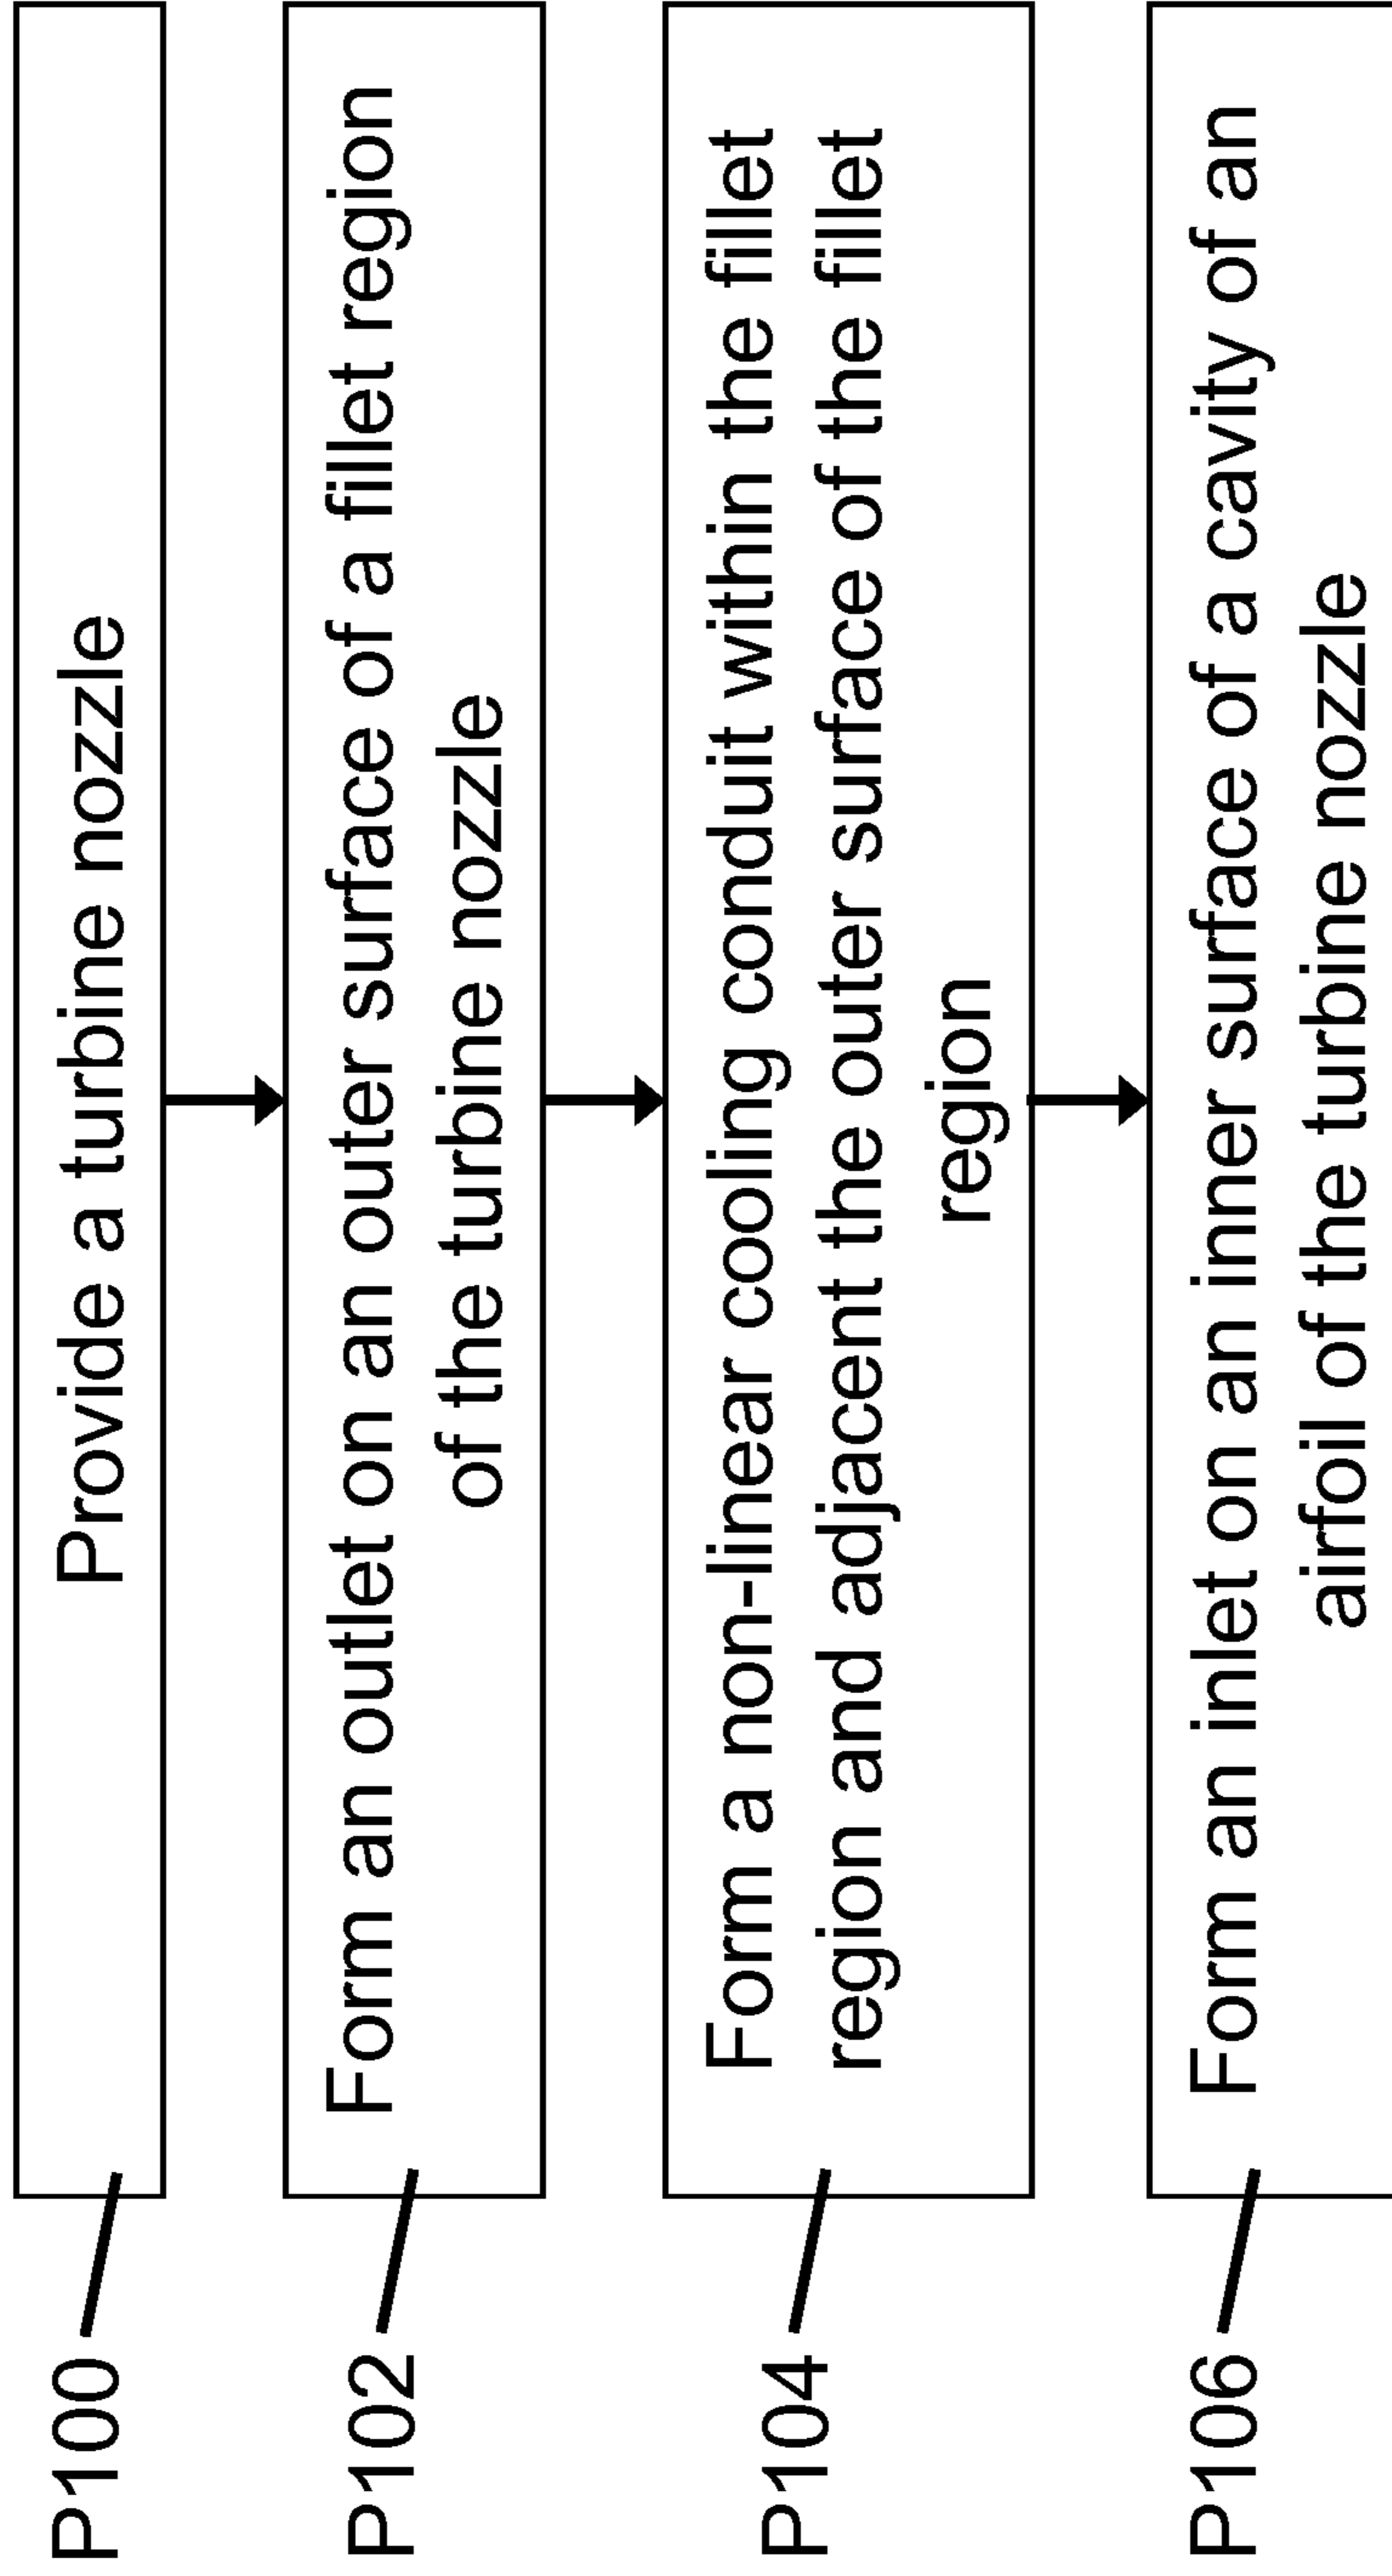 P100
Provide a turbine nozzle
P102
Form an outlet on an outer surface of a fillet region
of the turbine nozzle
P104
Form a non-linear cooling conduit within the fillet
region and adjacent the outer surface of the fillet
region
P106
Form an inlet on an inner surface of a cavity of an
airfoil of the turbine nozzle